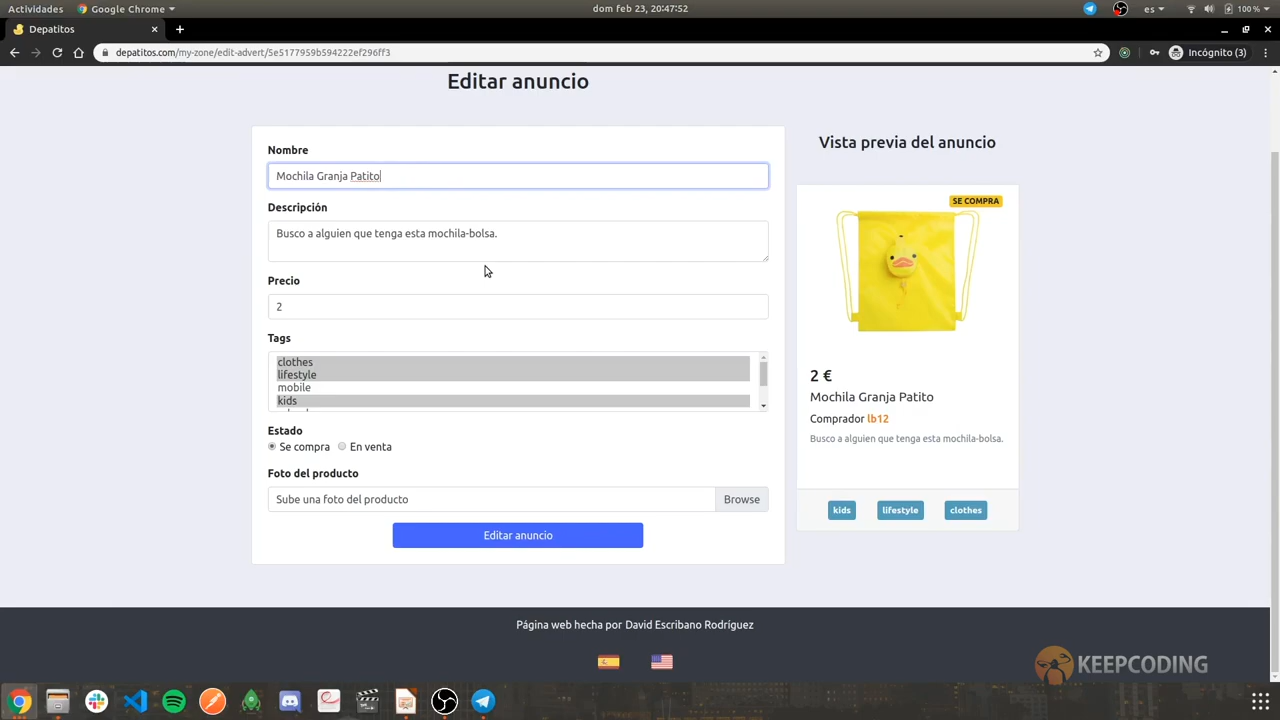 Actividades
Google Chrome
dom feb 23, 20:47:52
es
100%
Depatitos
depatitos.com/my-zone/edit-advert/5e5177959b594222ef296ff3
Incógnito (3)
Editar anuncio
Nombre
Mochila Granja Patito
Descripción
Busco a alguien que tenga esta mochila-bolsa.
Precio
2
Tags
clothes
lifestyle
mobile
kids
Estado
Se compra
En venta
Foto del producto
Sube una foto del producto
Browse
Editar anuncio
Vista previa del anuncio
SE COMPRA
2 €
Mochila Granja Patito
Comprador lb12
Busco a alguien que tenga esta mochila-bolsa.
kids
lifestyle
clothes
Página web hecha por David Escribano Rodríguez
KEEPCODING